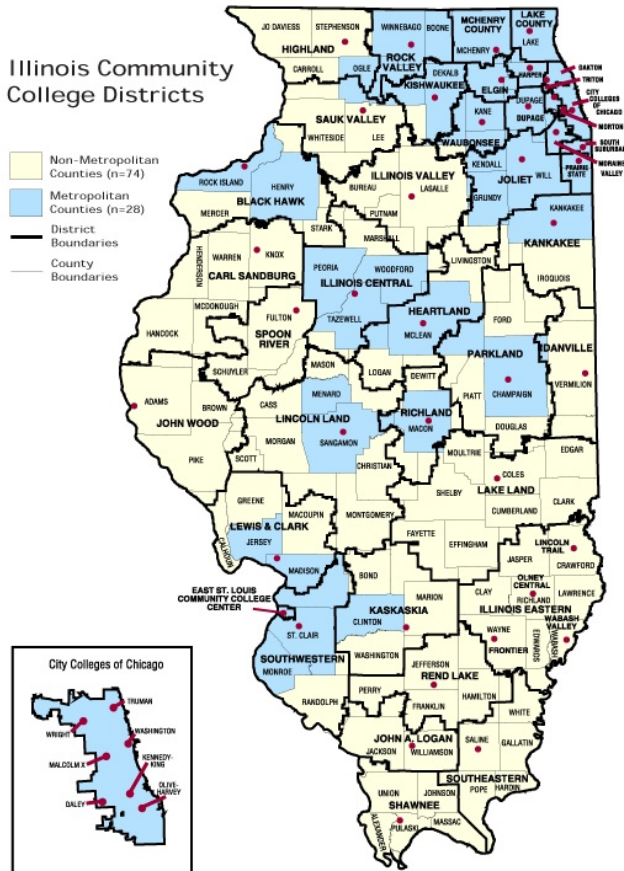 Illinois Community
College Districts
Non-Metropolitan
Counties (n=74)
Metropolitan
Counties (n=28)
District
Boundaries
County
Boundaries
JO DAVIESS
STEPHENSON
HIGHLAND
CARROLL
OGLE
WINNEBAGO
BOONE
ROCK
VALLEY
MCHENRY
COUNTY
MCHENRY
LAKE
COUNTY
LAKE
DEKALB
KISHWAUKEE
ELGIN
HARPER
OAKTON
TRITON
CITY
COLLEGES
OF
CHICAGO
MORTON
SOUTH
SUBURBAN
MORAINE
VALLEY
PRAIRIE
STATE
KANE
DUPAGE
DUPAGE
WAUBONSEE
SAUK VALLEY
WHITESIDE
LEE
KENDALL
WILL
JOLIET
GRUNDY
ROCK ISLAND
HENRY
BLACK HAWK
MERCER
ILLINOIS VALLEY
BUREAU
LASALLE
PUTNAM
STARK
MARSHALL
KANKAKEE
KANKAKEE
LIVINGSTON
IROQUOIS
HENDERSON
WARREN
KNOX
CARL SANDBURG
PEORIA
WOODFORD
ILLINOIS CENTRAL
TAZEWELL
HEARTLAND
MCLEAN
FORD
MCDONOUGH
FULTON
SPOON
RIVER
HANCOCK
SCHUYLER
MASON
LOGAN
DEWITT
PARKLAND
PIATT
CHAMPAIGN
DANVILLE
VERMILION
ADAMS
BROWN
JOHN WOOD
PIKE
CASS
MENARD
LINCOLN LAND
SANGAMON
MORGAN
SCOTT
RICHLAND
MACON
CHRISTIAN
DOUGLAS
MOULTRIE
EDGAR
COLES
SHELBY
LAKE LAND
CUMBERLAND
CLARK
GREENE
MACOUPIN
MONTGOMERY
LEWIS & CLARK
JERSEY
CALHOUN
MADISON
FAYETTE
EFFINGHAM
BOND
LINCOLN
TRAIL
JASPER
CRAWFORD
OLNEY
CENTRAL
RICHLAND
LAWRENCE
CLAY
ILLINOIS EASTERN
WABASH
VALLEY
WAYNE
FRONTIER
EDWARDS
WABASH
EAST ST. LOUIS
COMMUNITY COLLEGE
CENTER
ST. CLAIR
SOUTHWESTERN
MONROE
KASKASKIA
MARION
CLINTON
WASHINGTON
RANDOLPH
PERRY
JEFFERSON
REND LAKE
FRANKLIN
HAMILTON
WHITE
JOHN A. LOGAN
JACKSON
WILLIAMSON
SALINE
GALLATIN
SOUTHEASTERN
POPE
HARDIN
UNION
JOHNSON
SHAWNEE
MASSAC
ALEXANDER
PULASKI
City Colleges of Chicago
TRUMAN
WRIGHT
WASHINGTON
MALCOLM X
KENNEDY-
KING
OLIVE-
HARVEY
DALEY